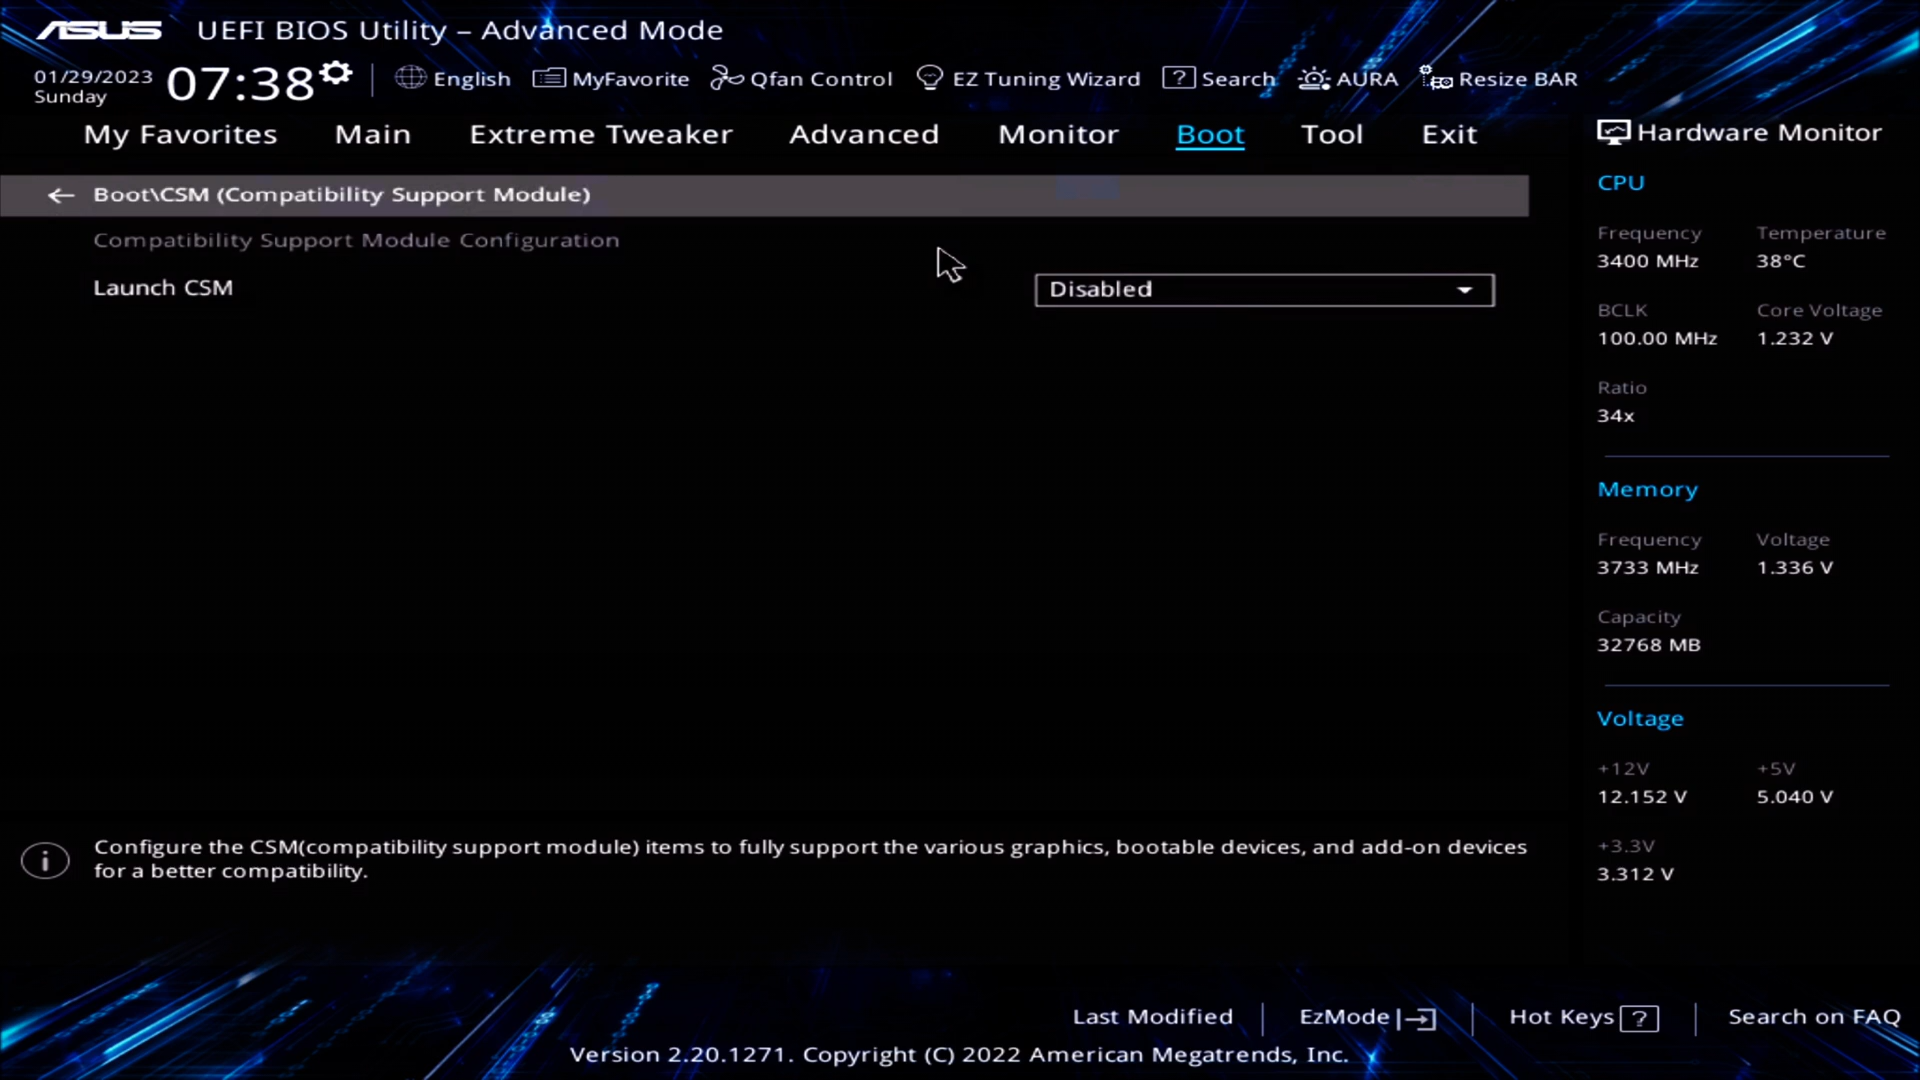 ASUS UEFI BIOS Utility – Advanced Mode
01/29/2023
Sunday
07:38
English MyFavorite Qfan Control EZ Tuning Wizard ? Search AURA Resize BAR
My Favorites Main Extreme Tweaker Advanced Monitor Boot Tool Exit
Boot\CSM (Compatibility Support Module)
Compatibility Support Module Configuration
Launch CSM Disabled
Hardware Monitor
CPU
Frequency Temperature
3400 MHz 38°C
BCLK Core Voltage
100.00 MHz 1.232 V
Ratio
34x
Memory
Frequency Voltage
3733 MHz 1.336 V
Capacity
32768 MB
Voltage
+12V +5V
12.152 V 5.040 V
+3.3V
3.312 V
i
Configure the CSM(compatibility support module) items to fully support the various graphics, bootable devices, and add-on devices
for a better compatibility.
Last Modified EzMode Hot Keys ? Search on FAQ
Version 2.20.1271. Copyright (C) 2022 American Megatrends, Inc.